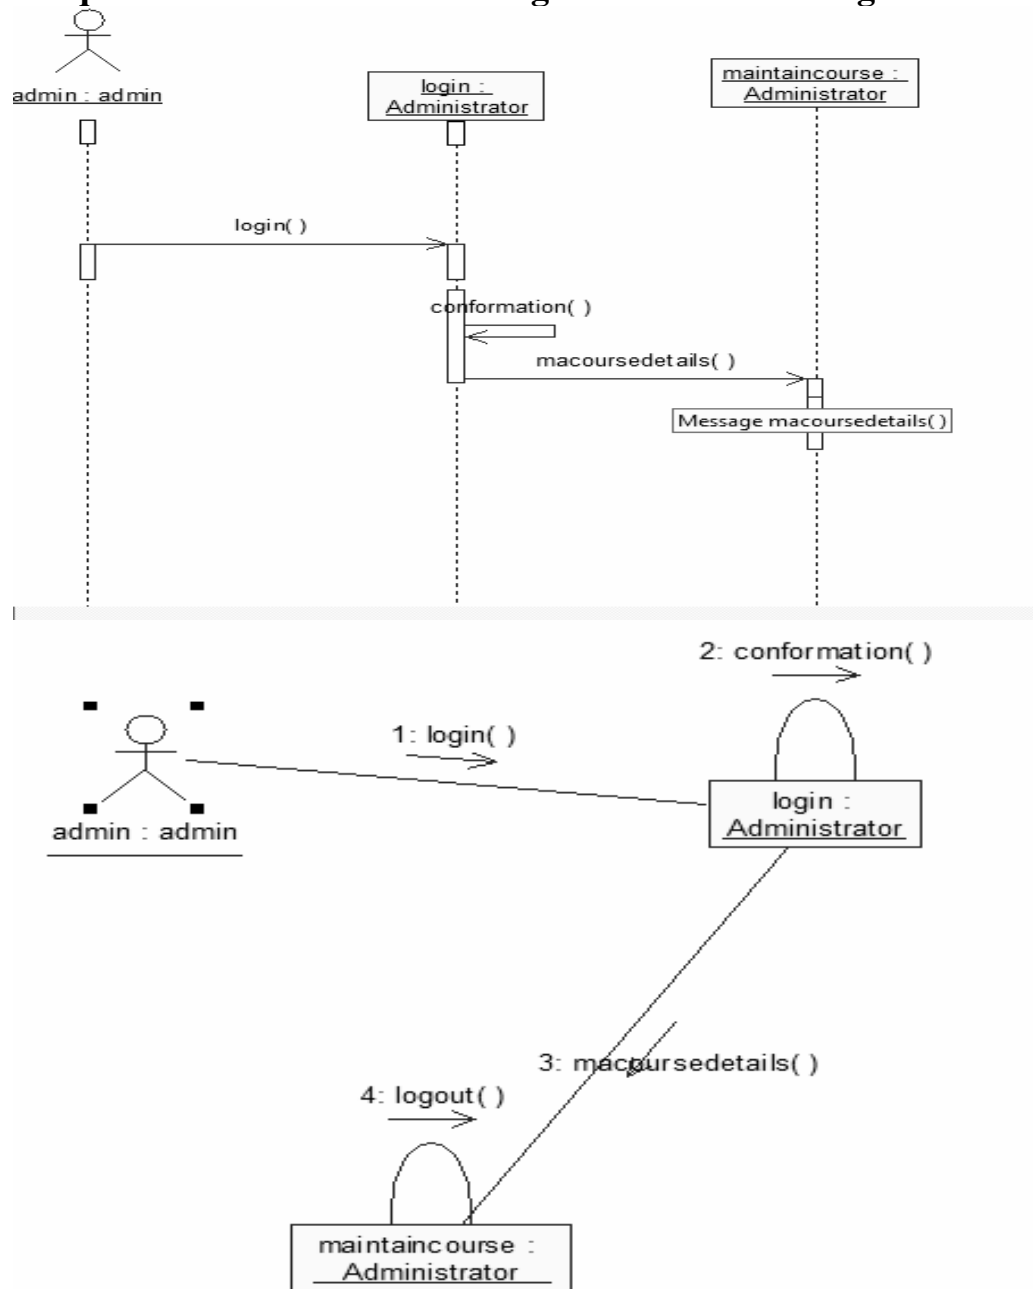 admin : admin
login :
Administrator
maintaincourse :
Administrator
login( )
conformation( )
macoursedetails( )
Message macoursedetails( )
2: conformation( )
1: login( )
login :
Administrator
admin : admin
3: macoursedetails( )
4: logout( )
maintaincourse :
Administrator